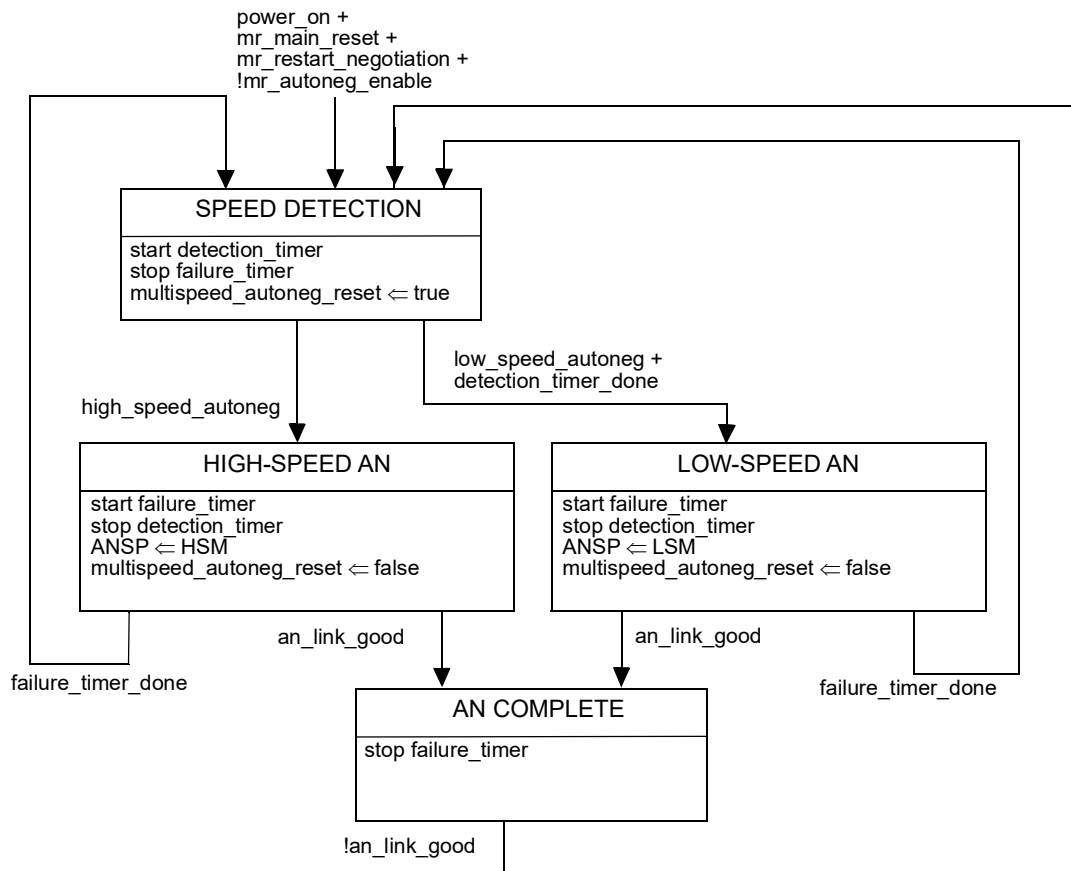 power_on +
mr_main_reset +
mr_restart_negotiation +
!mr_autoneg_enable
SPEED DETECTION
start detection_timer
stop failure_timer
multispeed_autoneg_reset ⇐ true
low_speed_autoneg +
detection_timer_done
high_speed_autoneg
HIGH-SPEED AN
start failure_timer
stop detection_timer
ANSP ⇐ HSM
multispeed_autoneg_reset ⇐ false
LOW-SPEED AN
start failure_timer
stop detection_timer
ANSP ⇐ LSM
multispeed_autoneg_reset ⇐ false
an_link_good
an_link_good
failure_timer_done
failure_timer_done
AN COMPLETE
stop failure_timer
!an_link_good